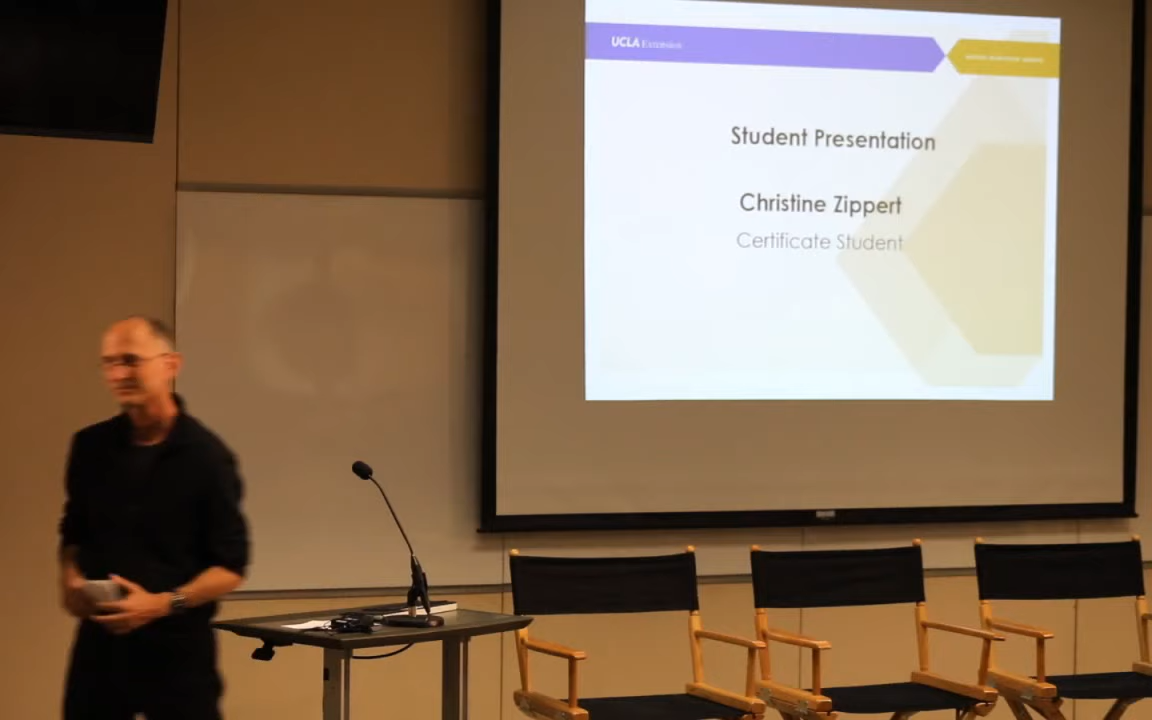 UCLA Extension
Student Presentation
Christine Zippert
Certificate Student